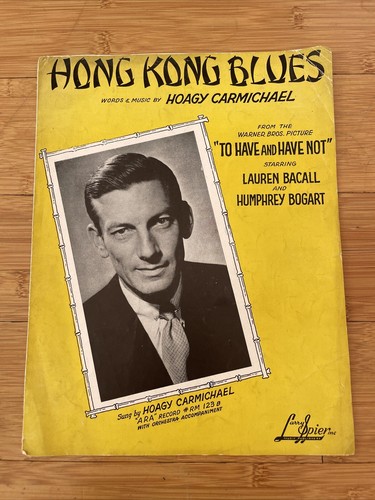 HONG KONG BLUES
WORDS & MUSIC BY HOAGY CARMICHAEL
FROM THE
WARNER BROS. PICTURE
"TO HAVE AND HAVE NOT"
STARRING
LAUREN BACALL
AND
HUMPHREY BOGART
Sung by HOAGY CARMICHAEL
"ARA" RECORD #RM 123 B
WITH ORCHESTRA ACCOMPANIMENT
Larry Spier inc